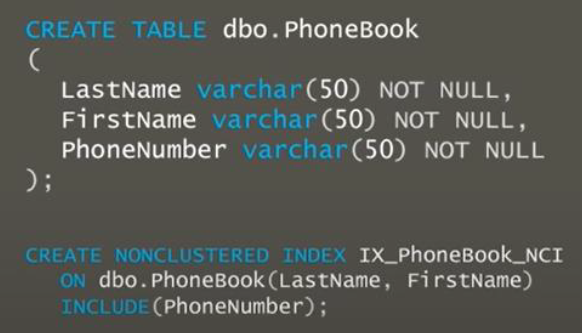 CREATE TABLE dbo.PhoneBook
(
LastName varchar(50) NOT NULL,
FirstName varchar(50) NOT NULL,
PhoneNumber varchar(50) NOT NULL
);
CREATE NONCLUSTERED INDEX IX_PhoneBook_NCI
ON dbo.PhoneBook(LastName, FirstName)
INCLUDE(PhoneNumber);